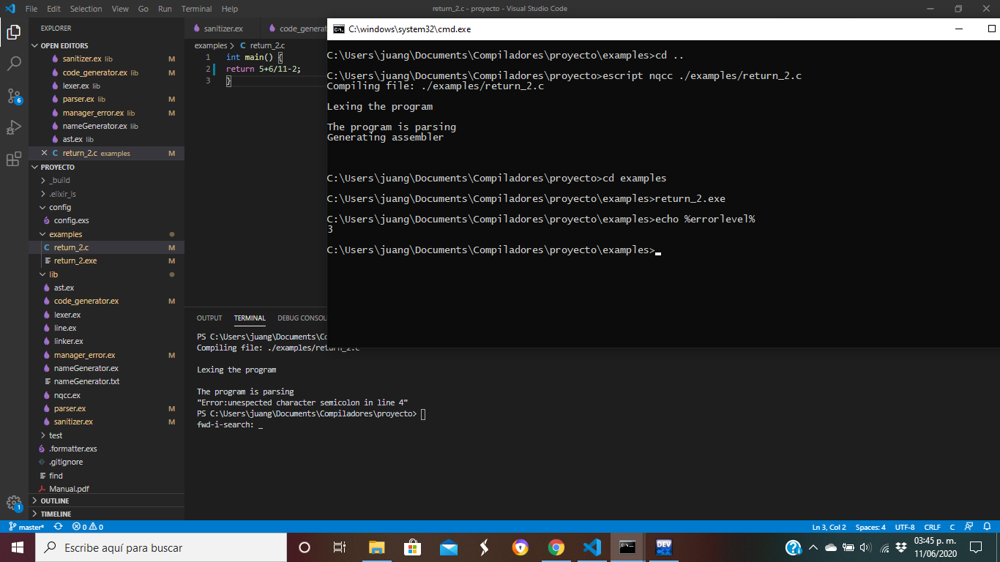 File Edit Selection View Go Run Terminal Help
return_2.c - proyecto - Visual Studio Code
EXPLORER
OPEN EDITORS
sanitizer.ex lib
code_generator.ex lib M
lexer.ex lib
parser.ex lib M
manager_error.ex lib M
nameGenerator.ex lib
ast.ex lib
C return_2.c examples M
PROYECTO
_build
.elixir_ls
config
config.exs
examples
C return_2.c M
return_2.exe M
lib
ast.ex
code_generator.ex M
lexer.ex
line.ex
linker.ex
manager_error.ex M
nameGenerator.ex
nameGenerator.txt
nqcc.ex
parser.ex M
sanitizer.ex M
test
.formatter.exs
.gitignore
find
Manual.pdf
OUTLINE
TIMELINE
6
1
sanitizer.ex
code_generat
examples > C return_2.c
1 int main() {
2 return 5+6/11-2;
3 }
C:\windows\system32\cmd.exe
C:\Users\juang\Documents\Compiladores\proyecto\examples>cd ..
C:\Users\juang\Documents\Compiladores\proyecto>escript nqcc ./examples/return_2.c
Compiling file: ./examples/return_2.c
Lexing the program
The program is parsing
Generating assembler
C:\Users\juang\Documents\Compiladores\proyecto>cd examples
C:\Users\juang\Documents\Compiladores\proyecto\examples>return_2.exe
C:\Users\juang\Documents\Compiladores\proyecto\examples>echo %errorlevel%
3
C:\Users\juang\Documents\Compiladores\proyecto\examples>
OUTPUT TERMINAL DEBUG CONSOL
PS C:\Users\juang\Documents\Co
Compiling file: ./examples/return_2.c
Lexing the program
The program is parsing
"Error:unespected character semicolon in line 4"
PS C:\Users\juang\Documents\Compiladores\proyecto>
fwd-i-search: _
master* 0 0
Ln 3, Col 2 Spaces: 4 UTF-8 CRLF C
Escribe aquí para buscar
DEV
03:45 p. m.
11/06/2020